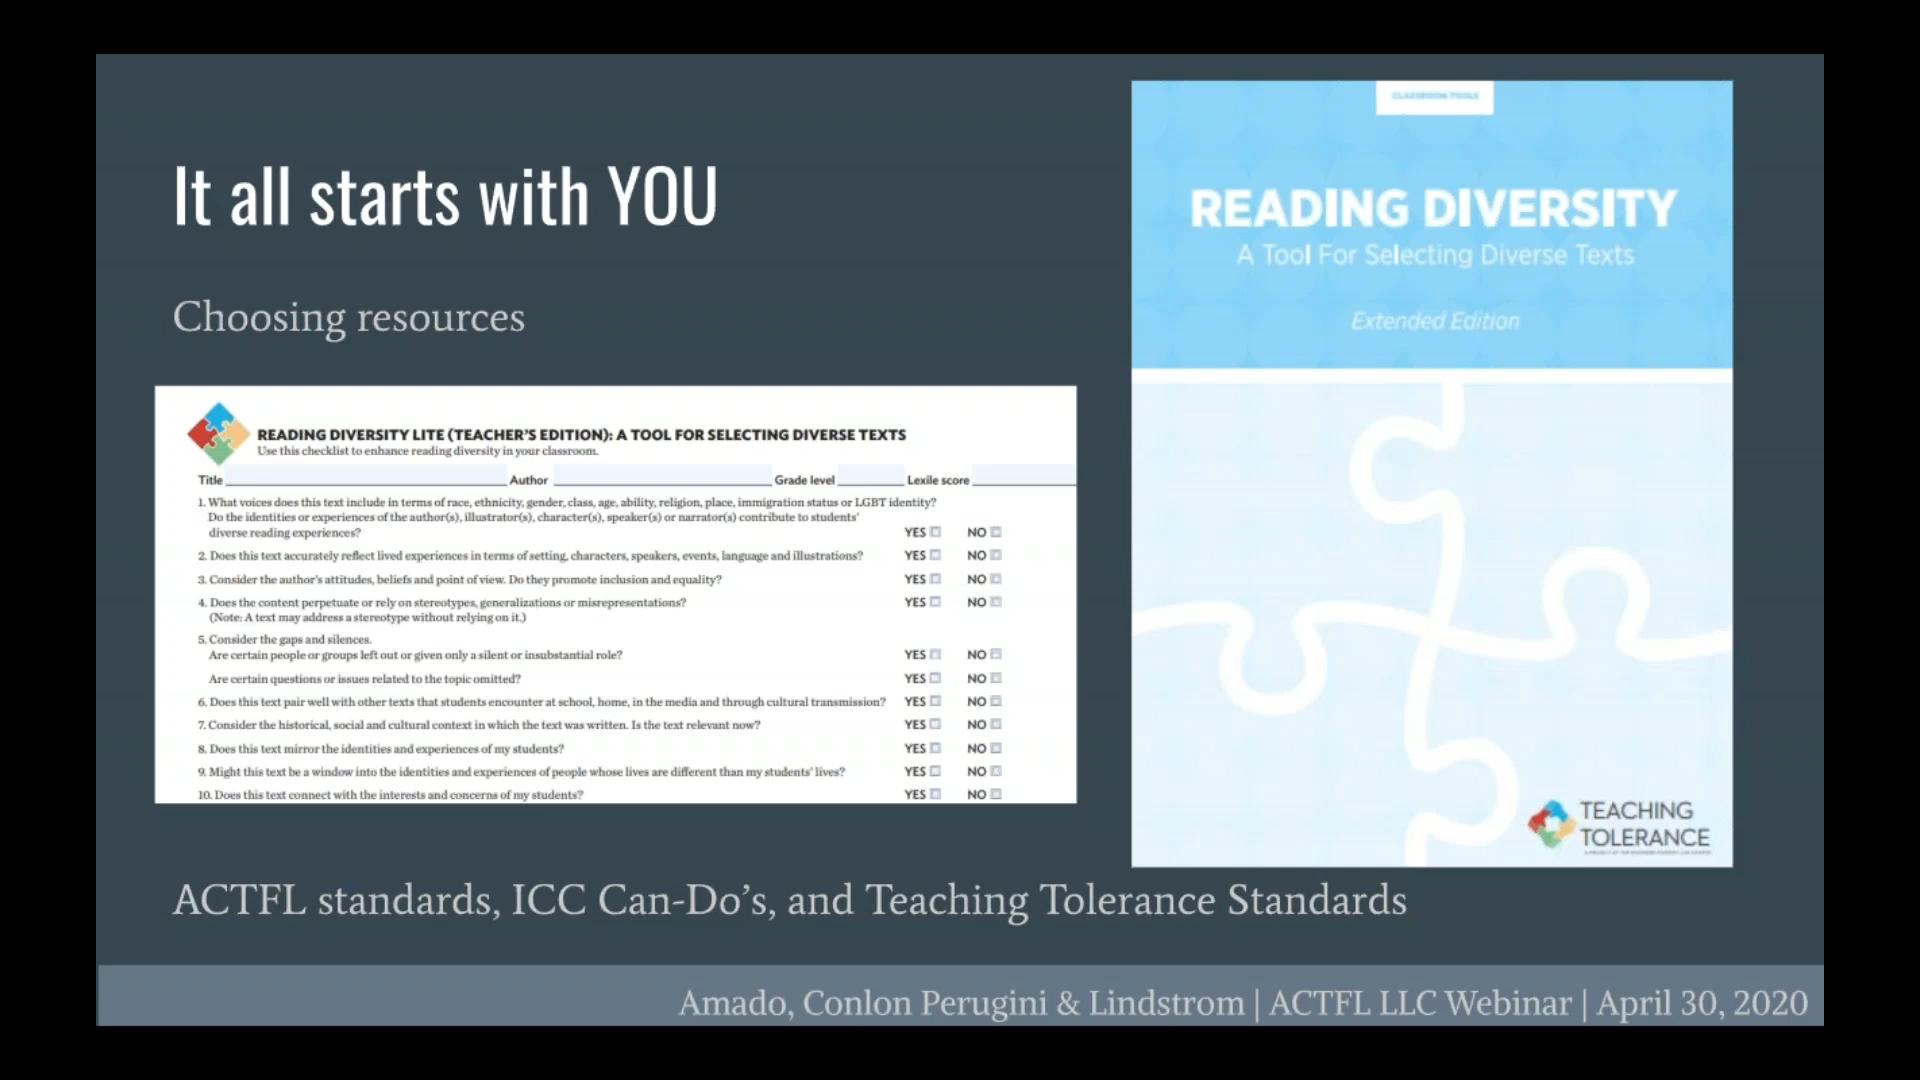 It all starts with YOU
Choosing resources
READING DIVERSITY LITE (TEACHER'S EDITION): A TOOL FOR SELECTING DIVERSE TEXTS
Use this checklist to enhance reading diversity in your classroom.
Title Author Grade level Lexile score
1. What voices does this text include in terms of race, ethnicity, gender, class, age, ability, religion, place, immigration status or LGBT identity?
Do the identities or experiences of the author(s), illustrator(s), character(s), speaker(s) or narrator(s) contribute to students'
diverse reading experiences? YES NO
2. Does this text accurately reflect lived experiences in terms of setting, characters, speakers, events, language and illustrations? YES NO
3. Consider the author's attitudes, beliefs and point of view. Do they promote inclusion and equality? YES NO
4. Does the content perpetuate or rely on stereotypes, generalizations or misrepresentations? YES NO
(Note: A text may address a stereotype without relying on it.)
5. Consider the gaps and silences.
Are certain people or groups left out or given only a silent or insubstantial role? YES NO
Are certain questions or issues related to the topic omitted? YES NO
6. Does this text pair well with other texts that students encounter at school, home, in the media and through cultural transmission? YES NO
7. Consider the historical, social and cultural context in which the text was written. Is the text relevant now? YES NO
8. Does this text mirror the identities and experiences of my students? YES NO
9. Might this text be a window into the identities and experiences of people whose lives are different than my students' lives? YES NO
10. Does this text connect with the interests and concerns of my students? YES NO
CLASSROOM TOOLS
READING DIVERSITY
A Tool For Selecting Diverse Texts
Extended Edition
TEACHING
TOLERANCE
ACTFL standards, ICC Can-Do's, and Teaching Tolerance Standards
Amado, Conlon Perugini & Lindstrom | ACTFL LLC Webinar | April 30, 2020